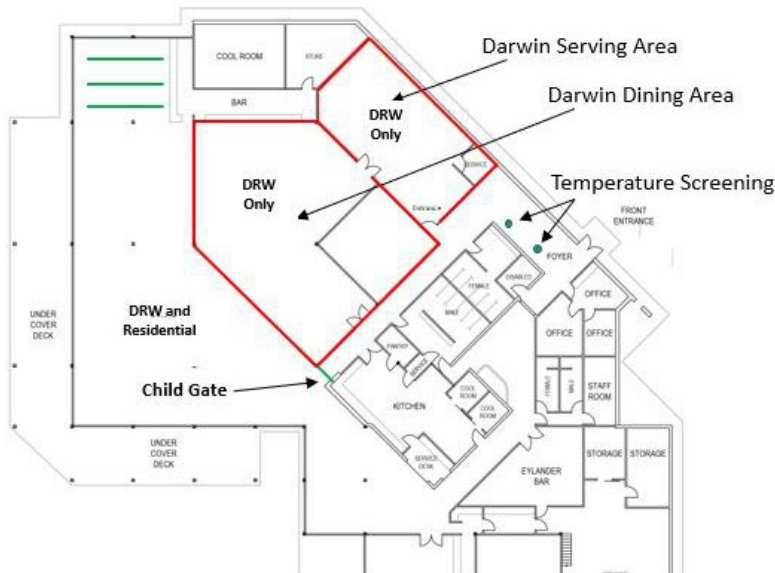 Darwin Serving Area
COOL ROOM
STORE
Darwin Dining Area
BAR
DRW
Only
SERVICE
DRW
Only
Temperature Screening
Entrance
FRONT
ENTRANCE
FOYER
DISABLED
FEMALE
OFFICE
MALE
UNDER
COVER
DECK
DRW and
Residential
OFFICE
OFFICE
PANTRY
SERVICE
Child Gate
COOL
ROOM
FEMALE
MALE
STAFF
ROOM
KITCHEN
COOL
ROOM
UNDER
COVER
DECK
SERVICE
DESK
EYLANDER
BAR
STORAGE
STORAGE